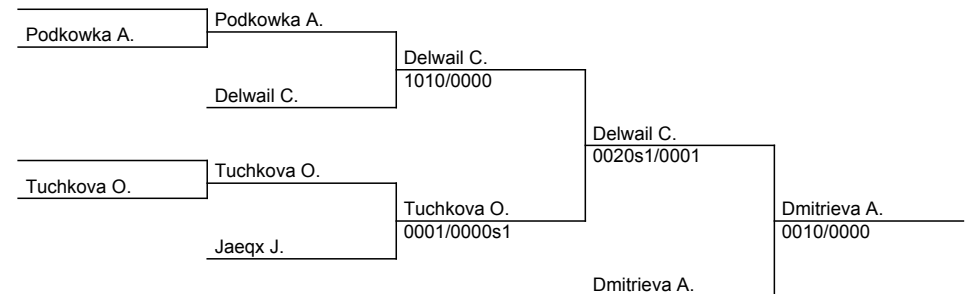 Podkowka A.
Podkowka A.
Delwail C.
1010/0000
Delwail C.
Delwail C.
0020s1/0001
Tuchkova O.
Tuchkova O.
Tuchkova O.
0001/0000s1
Dmitrieva A.
0010/0000
Jaeqx J.
Dmitrieva A.